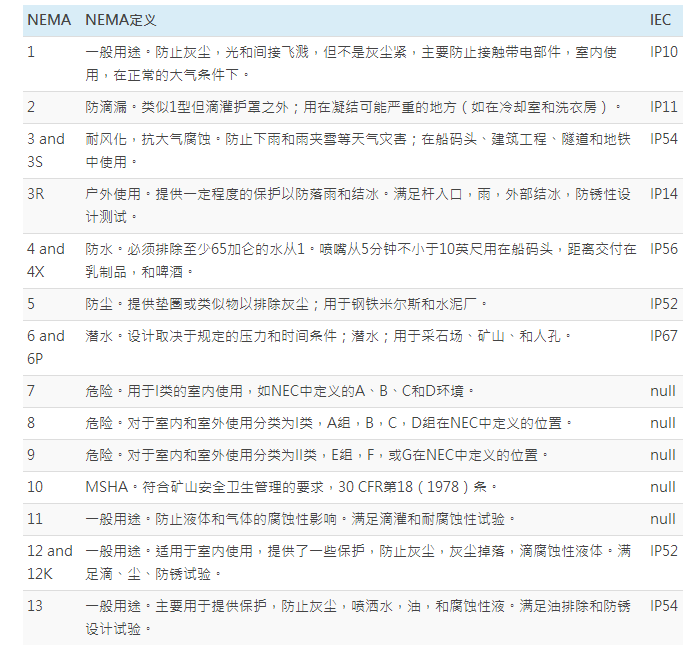 NEMA NEMA定义 IEC
1 一般用途。防止灰尘，光和间接飞溅，但不是灰尘紧，主要防止接触带电部件，室内使 IP10
用，在正常的大气条件下。
2 防滴漏。类似1型但滴灌护罩之外；用在凝结可能严重的地方（如在冷却室和洗衣房）。 IP11
3 and 耐风化，抗大气腐蚀。防止下雨和雨夹雪等天气灾害；在船码头、建筑工程、隧道和地铁 IP54
3S 中使用。
3R 户外使用。提供一定程度的保护以防落雨和结冰。满足杆入口，雨，外部结冰，防锈性设 IP14
计测试。
4 and 防水。必须排除至少65加仑的水从1。喷嘴从5分钟不小于10英尺用在船码头，距离交付在 IP56
4X 乳制品，和啤酒。
5 防尘。提供垫圈或类似物以排除灰尘；用于钢铁米尔斯和水泥厂。 IP52
6 and 潜水。设计取决于规定的压力和时间条件；潜水；用于采石场、矿山、和人孔。 IP67
6P
7 危险。用于I类的室内使用，如NEC中定义的A、B、C和D环境。 null
8 危险。对于室内和室外使用分类为I类，A組，B，C，D組在NEC中定义的位置。 null
9 危险。对于室内和室外使用分类为II类，E組，F，或G在NEC中定义的位置。 null
10 MSHA。符合矿山安全卫生管理的要求，30 CFR第18（1978）条。 null
11 一般用途。防止液体和气体的腐蚀性影响。满足滴灌和耐腐蚀性试验。 null
12 and 一般用途。适用于室内使用，提供了一些保护，防止灰尘，灰尘掉落，滴腐蚀性液体。满 IP52
12K 足滴、尘、防锈试验。
13 一般用途。主要用于提供保护，防止灰尘，喷洒水，油，和腐蚀性液。满足油排除和防锈 IP54
设计试验。